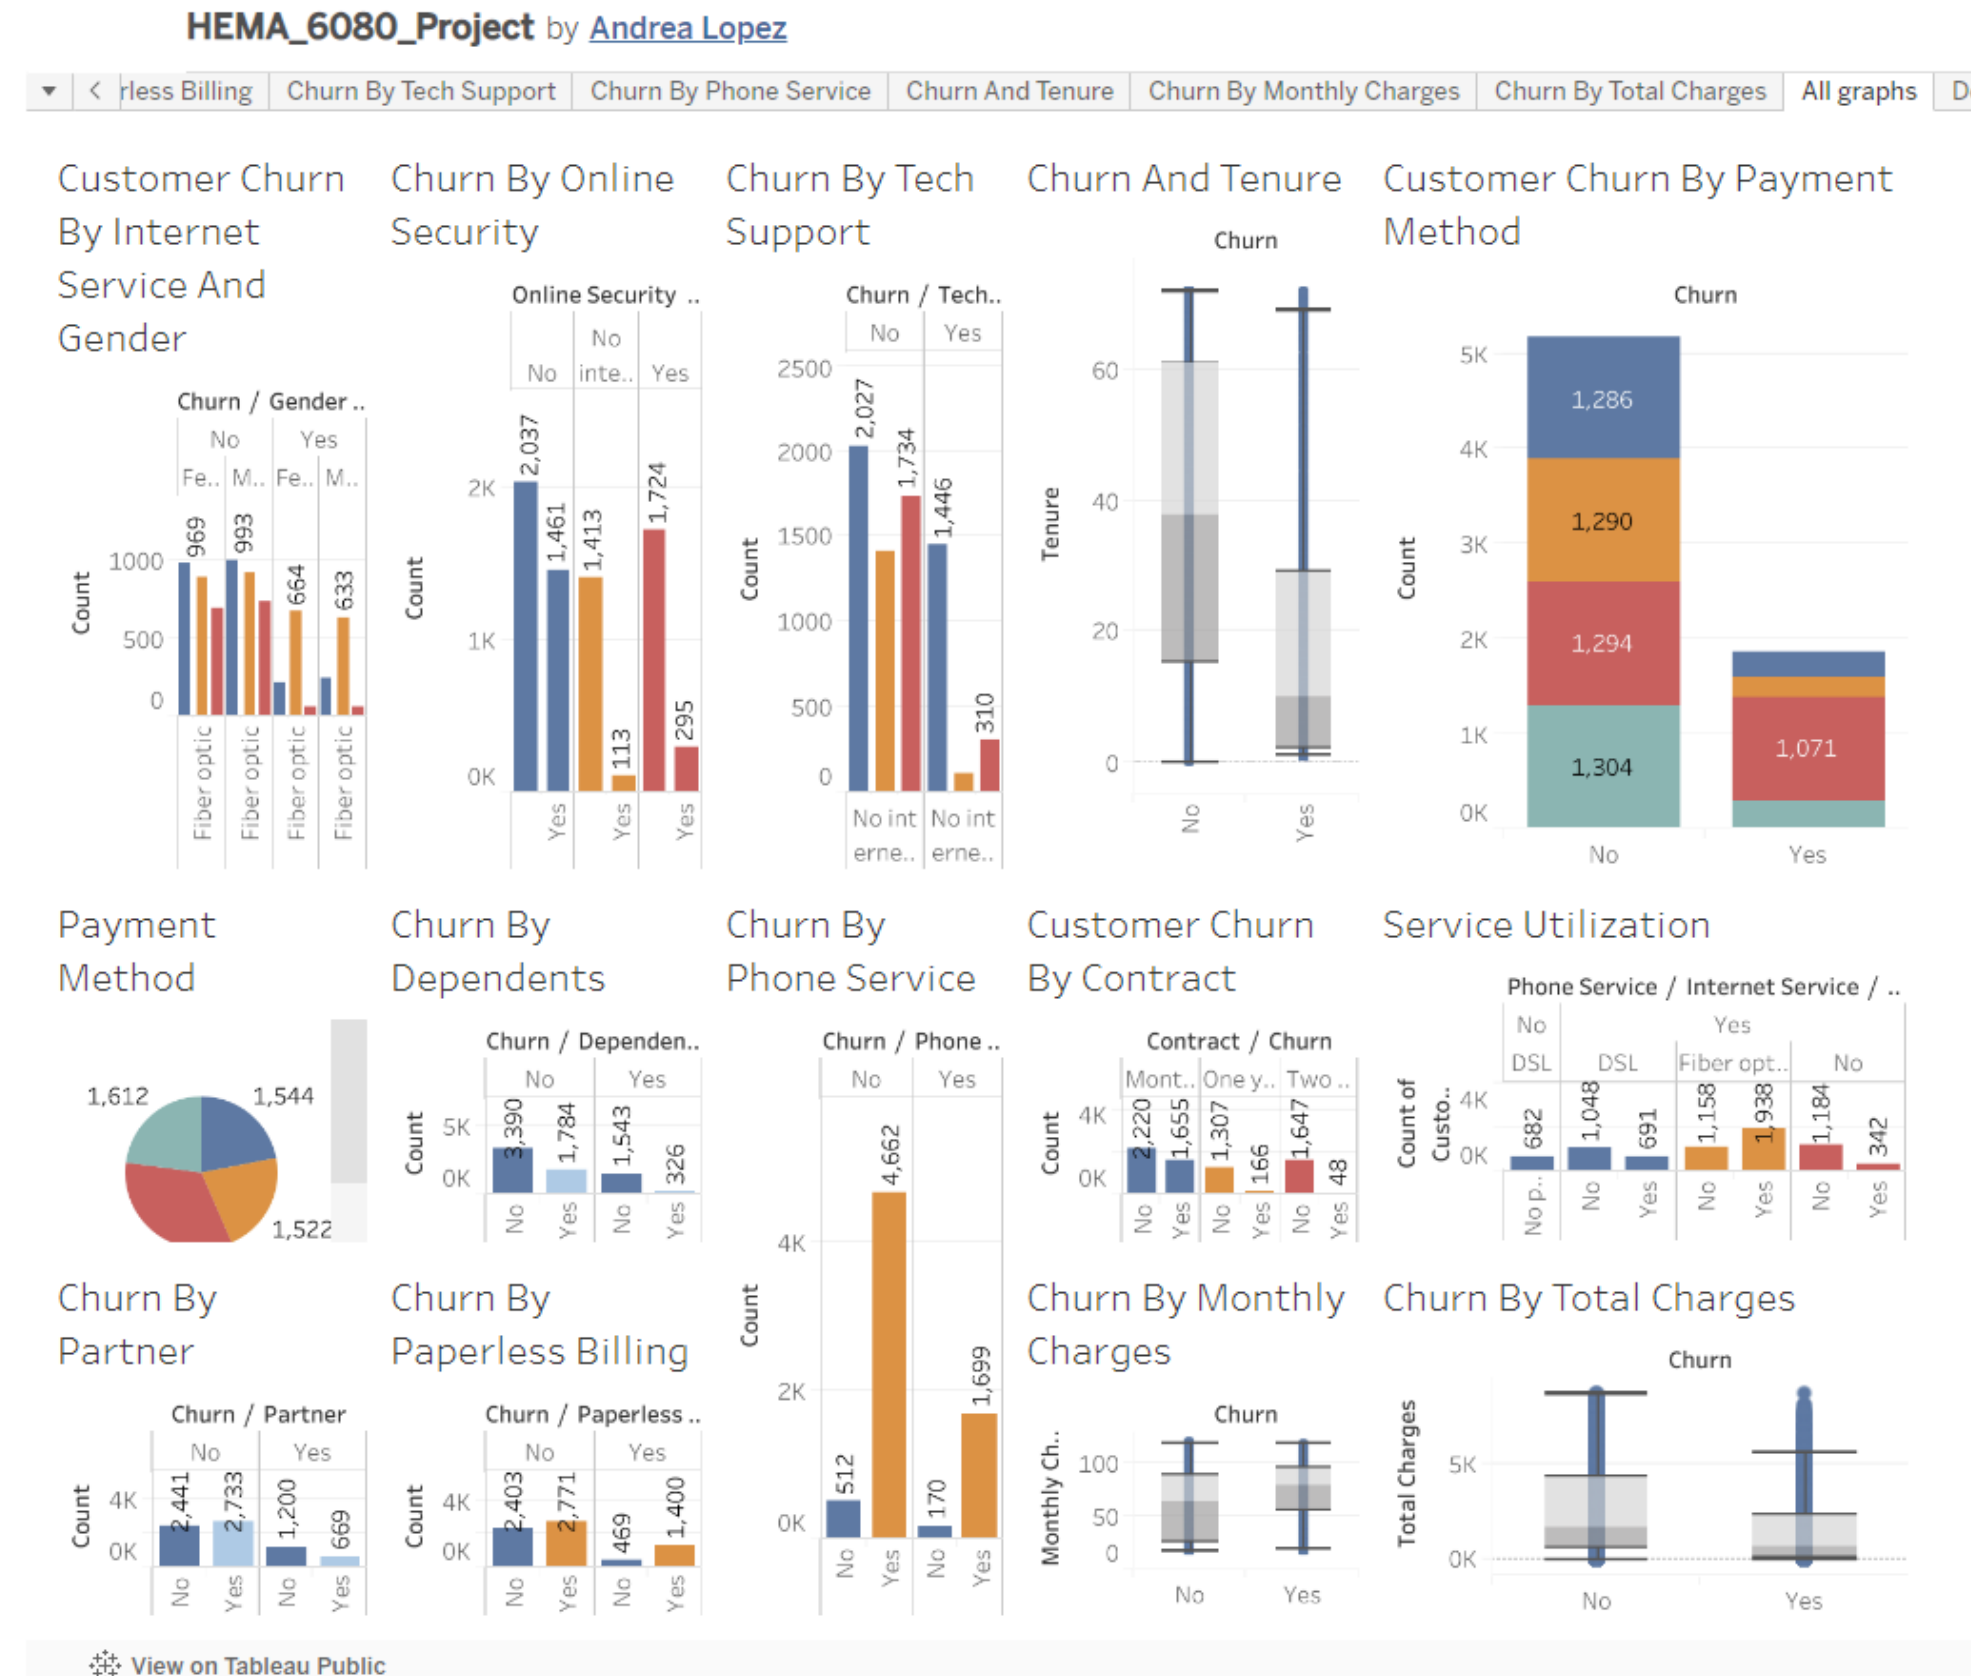 HEMA_6080_Project by Andrea Lopez
rless Billing Churn By Tech Support Churn By Phone Service Churn And Tenure Churn By Monthly Charges Churn By Total Charges All graphs D
Customer Churn
By Internet
Service And
Gender
Churn / Gender ..
No Yes
Fe.. M.. Fe.. M..
Count
1000
500
0
969
993
664
633
Fiber optic
Fiber optic
Fiber optic
Fiber optic
Churn By Online
Security
Online Security ..
No
No
inte..
Yes
Count
2K
1K
0K
2,037
1,461
1,413
113
1,724
295
Yes
Yes
Yes
Churn By Tech
Support
Churn / Tech..
No Yes
Count
2500
2000
1500
1000
500
0
2,027
1,734
1,446
310
No int
erne..
No int
erne..
Churn And Tenure
Churn
Tenure
60
40
20
0
No
Yes
Customer Churn By Payment
Method
Churn
Count
5K
4K
3K
2K
1K
0K
1,286
1,290
1,294
1,304
1,071
No Yes
Payment
Method
1,612
1,544
1,522
Churn By
Dependents
Churn / Dependen..
No Yes
Count
5K
0K
3,390
1,784
1,543
326
No
Yes
No
Yes
Churn By
Phone Service
Churn / Phone ..
No Yes
Count
4K
2K
0K
512
4,662
170
1,699
No
Yes
No
Yes
Customer Churn
By Contract
Contract / Churn
Mont.. One y.. Two ..
Count
4K
0K
2,220
1,655
1,307
166
1,647
48
No
Yes
No
Yes
No
Yes
Service Utilization
Phone Service / Internet Service / ..
No Yes
DSL DSL Fiber opt.. No
Count of
Custo..
4K
0K
682
1,048
691
1,158
1,938
1,184
342
No p..
No
Yes
No
Yes
No
Yes
Churn By
Partner
Churn / Partner
No Yes
Count
4K
0K
2,441
2,733
1,200
669
No
Yes
No
Yes
Churn By
Paperless Billing
Churn / Paperless ..
No Yes
Count
4K
0K
2,403
2,771
469
1,400
No
Yes
No
Yes
Churn By Monthly
Charges
Churn
Monthly Ch..
100
50
0
No Yes
Churn By Total Charges
Churn
Total Charges
5K
0K
No Yes
View on Tableau Public